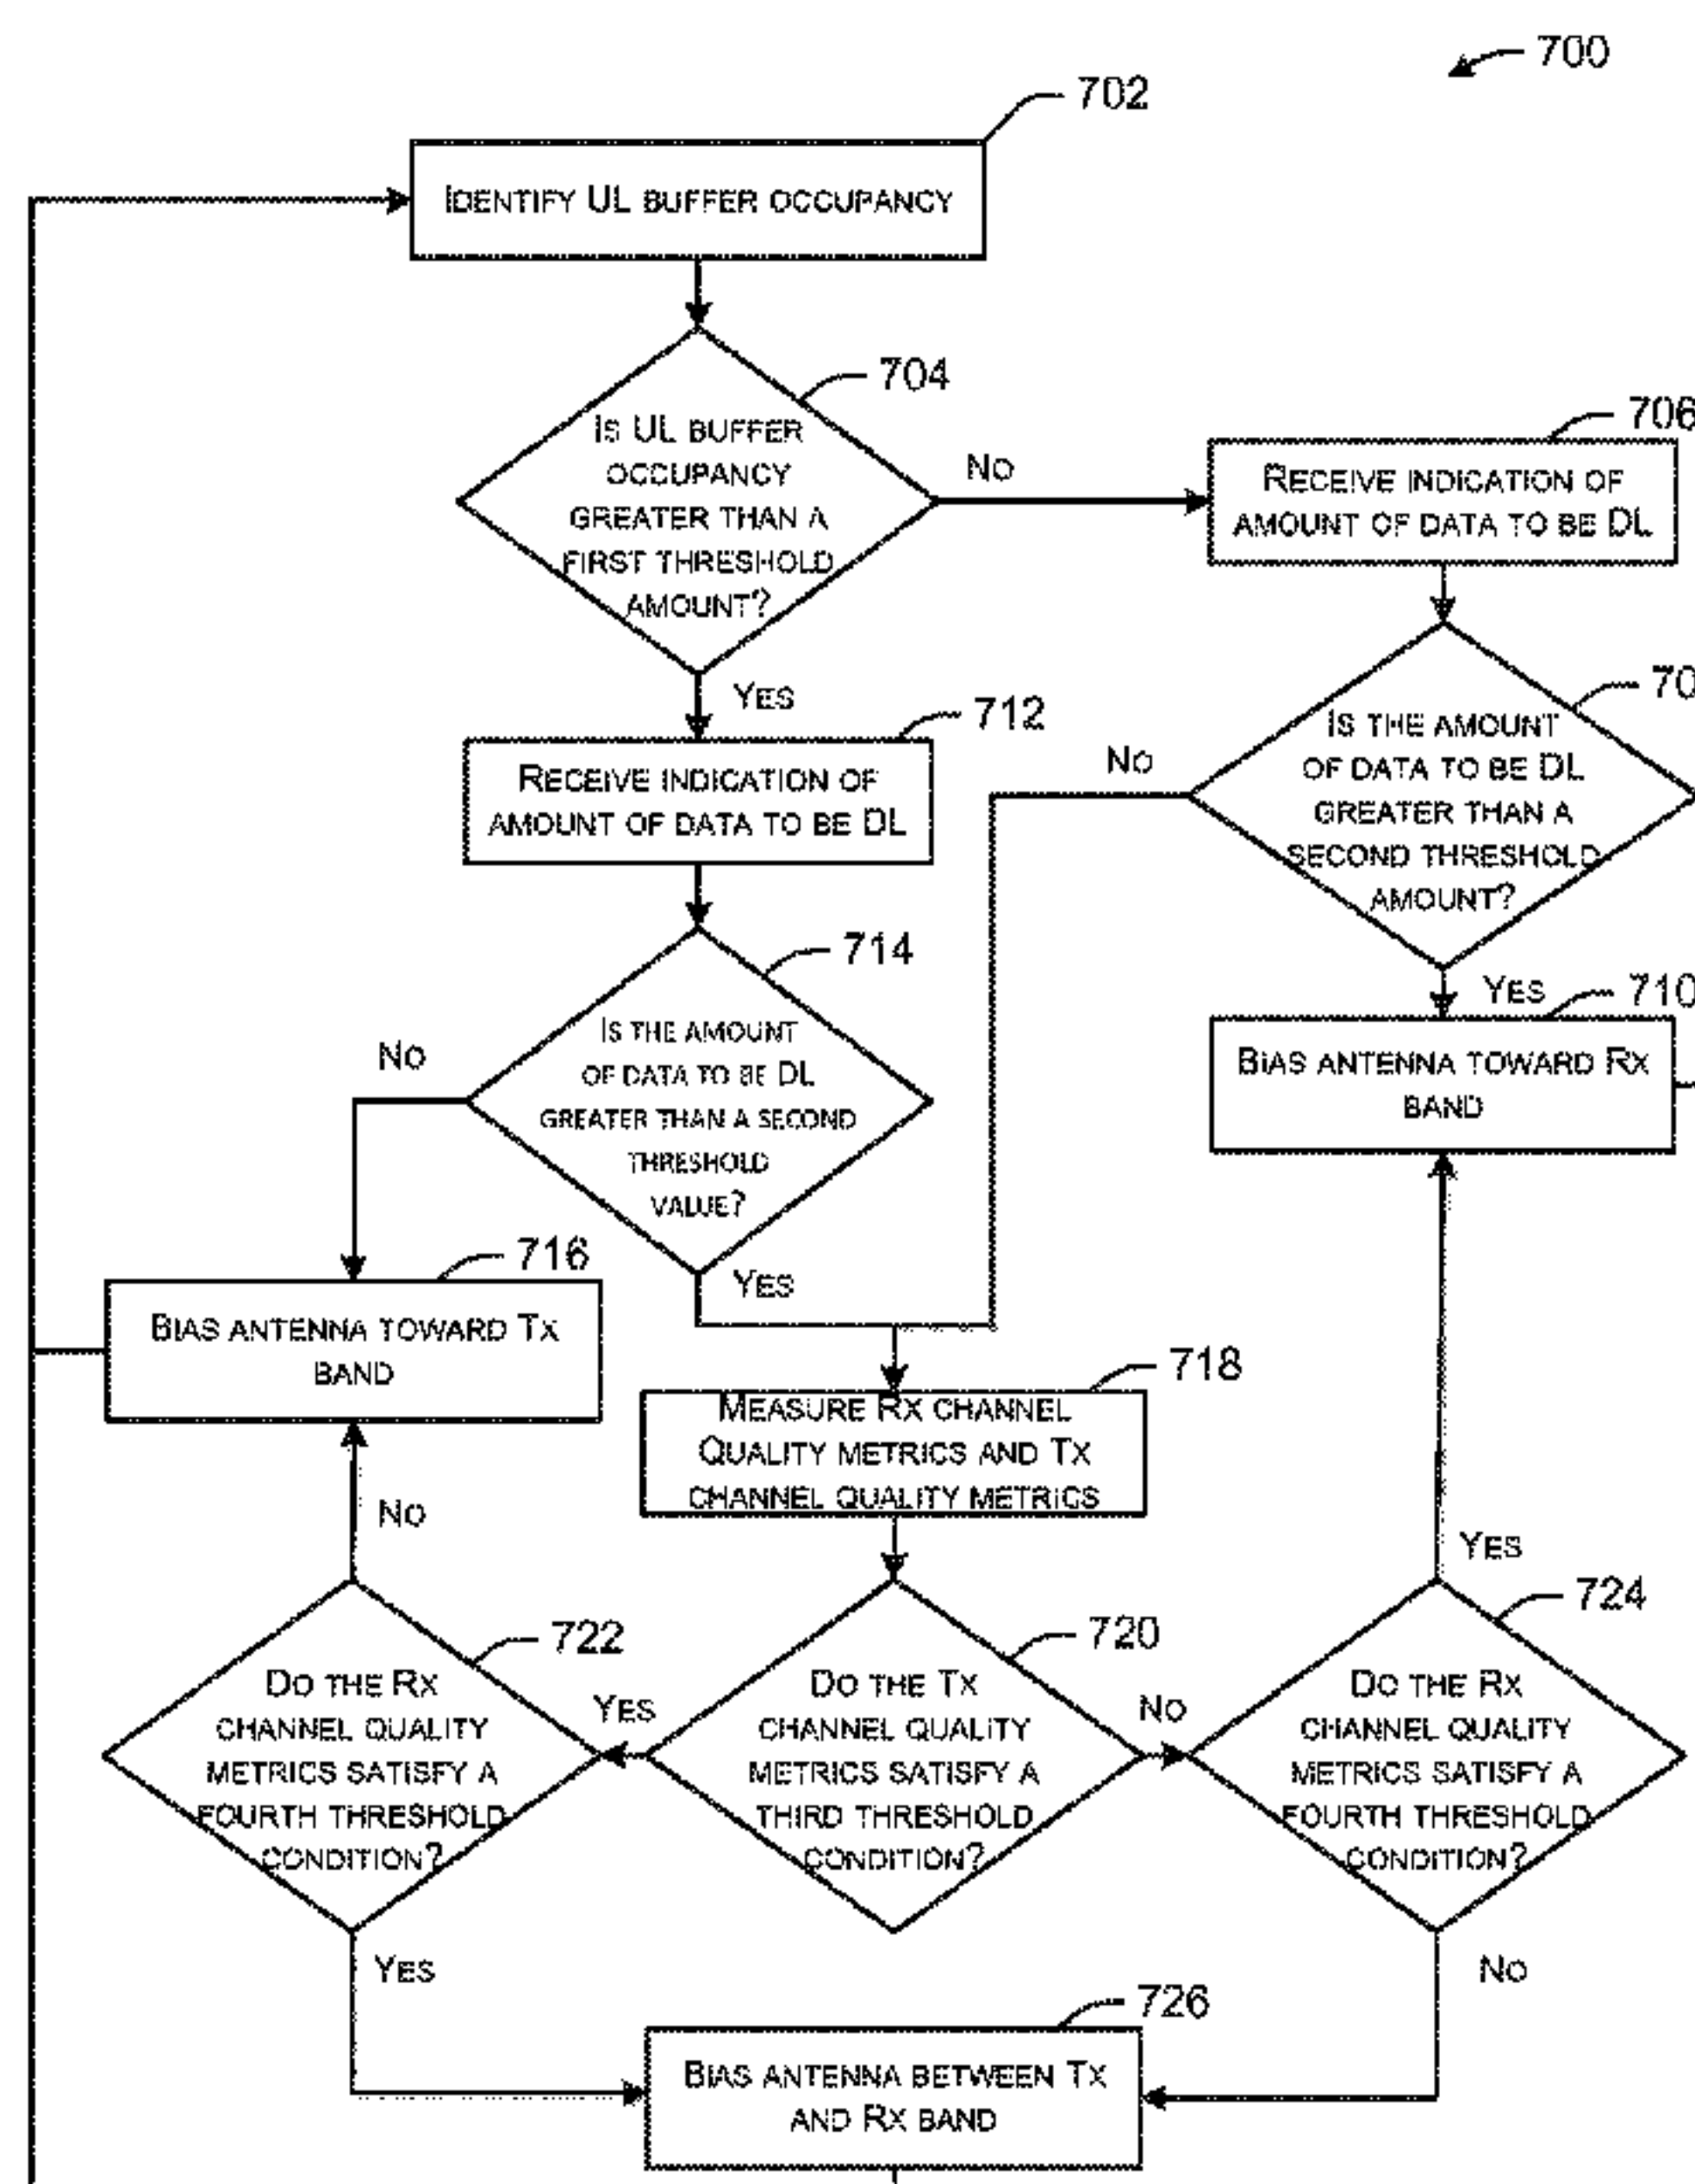 700
702
IDENTIFY UL BUFFER OCCUPANCY
704
IS UL BUFFER
OCCUPANCY
GREATER THAN A
FIRST THRESHOLD
AMOUNT?
NO
YES
706
RECEIVE INDICATION OF
AMOUNT OF DATA TO BE DL
70
IS THE AMOUNT
OF DATA TO BE DL
GREATER THAN A
SECOND THRESHOLD
AMOUNT?
NO
YES
710
BIAS ANTENNA TOWARD RX
BAND
712
RECEIVE INDICATION OF
AMOUNT OF DATA TO BE DL
714
IS THE AMOUNT
OF DATA TO BE DL
GREATER THAN A SECOND
THRESHOLD
VALUE?
NO
YES
716
BIAS ANTENNA TOWARD TX
BAND
718
MEASURE RX CHANNEL
QUALITY METRICS AND TX
CHANNEL QUALITY METRICS
NO
722
DO THE RX
CHANNEL QUALITY
METRICS SATISFY A
FOURTH THRESHOLD
CONDITION?
YES
YES
720
DO THE TX
CHANNEL QUALITY
METRICS SATISFY A
THIRD THRESHOLD
CONDITION?
NO
YES
724
DO THE RX
CHANNEL QUALITY
METRICS SATISFY A
FOURTH THRESHOLD
CONDITION?
NO
726
BIAS ANTENNA BETWEEN TX
AND RX BAND